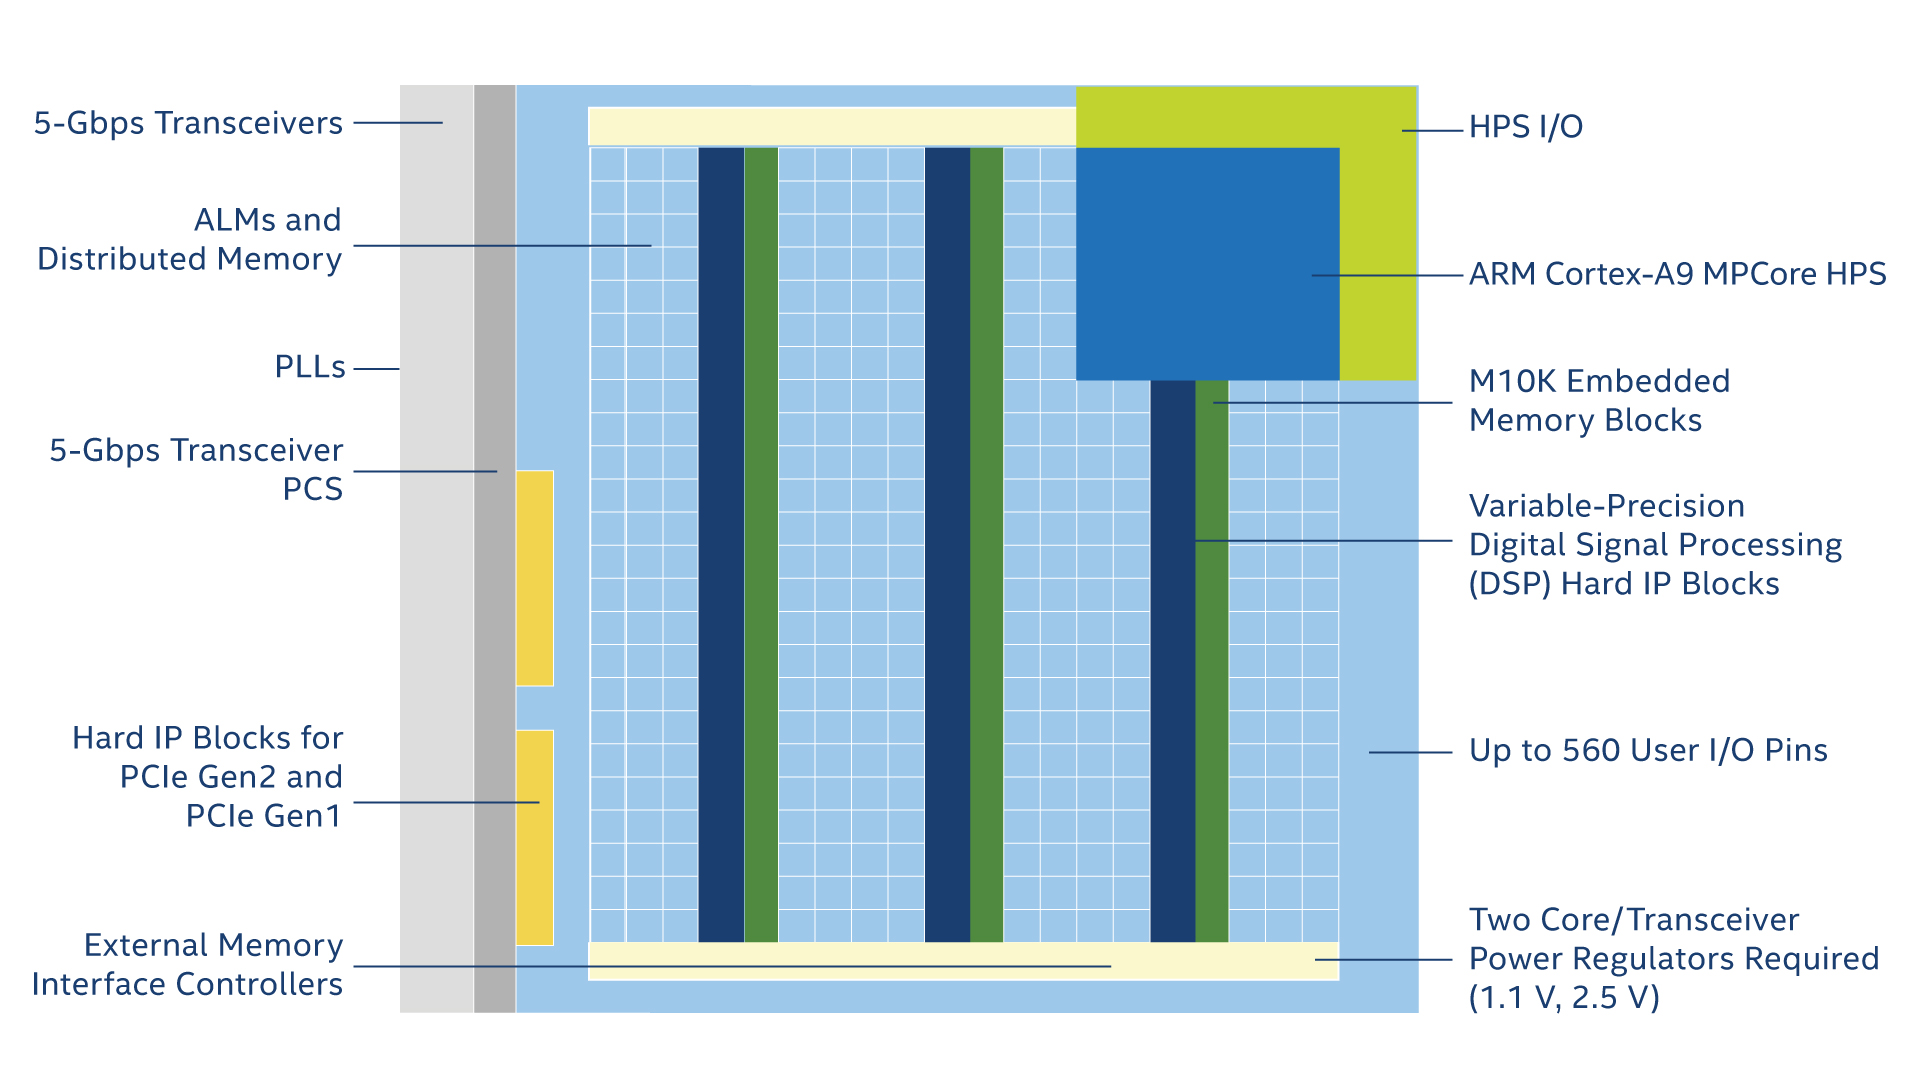 5-Gbps Transceivers
ALMs and
Distributed Memory
PLLs
5-Gbps Transceiver
PCS
Hard IP Blocks for
PCIe Gen2 and
PCIe Gen1
External Memory
Interface Controllers
HPS I/O
ARM Cortex-A9 MPCore HPS
M10K Embedded
Memory Blocks
Variable-Precision
Digital Signal Processing
(DSP) Hard IP Blocks
Up to 560 User I/O Pins
Two Core/Transceiver
Power Regulators Required
(1.1 V, 2.5 V)